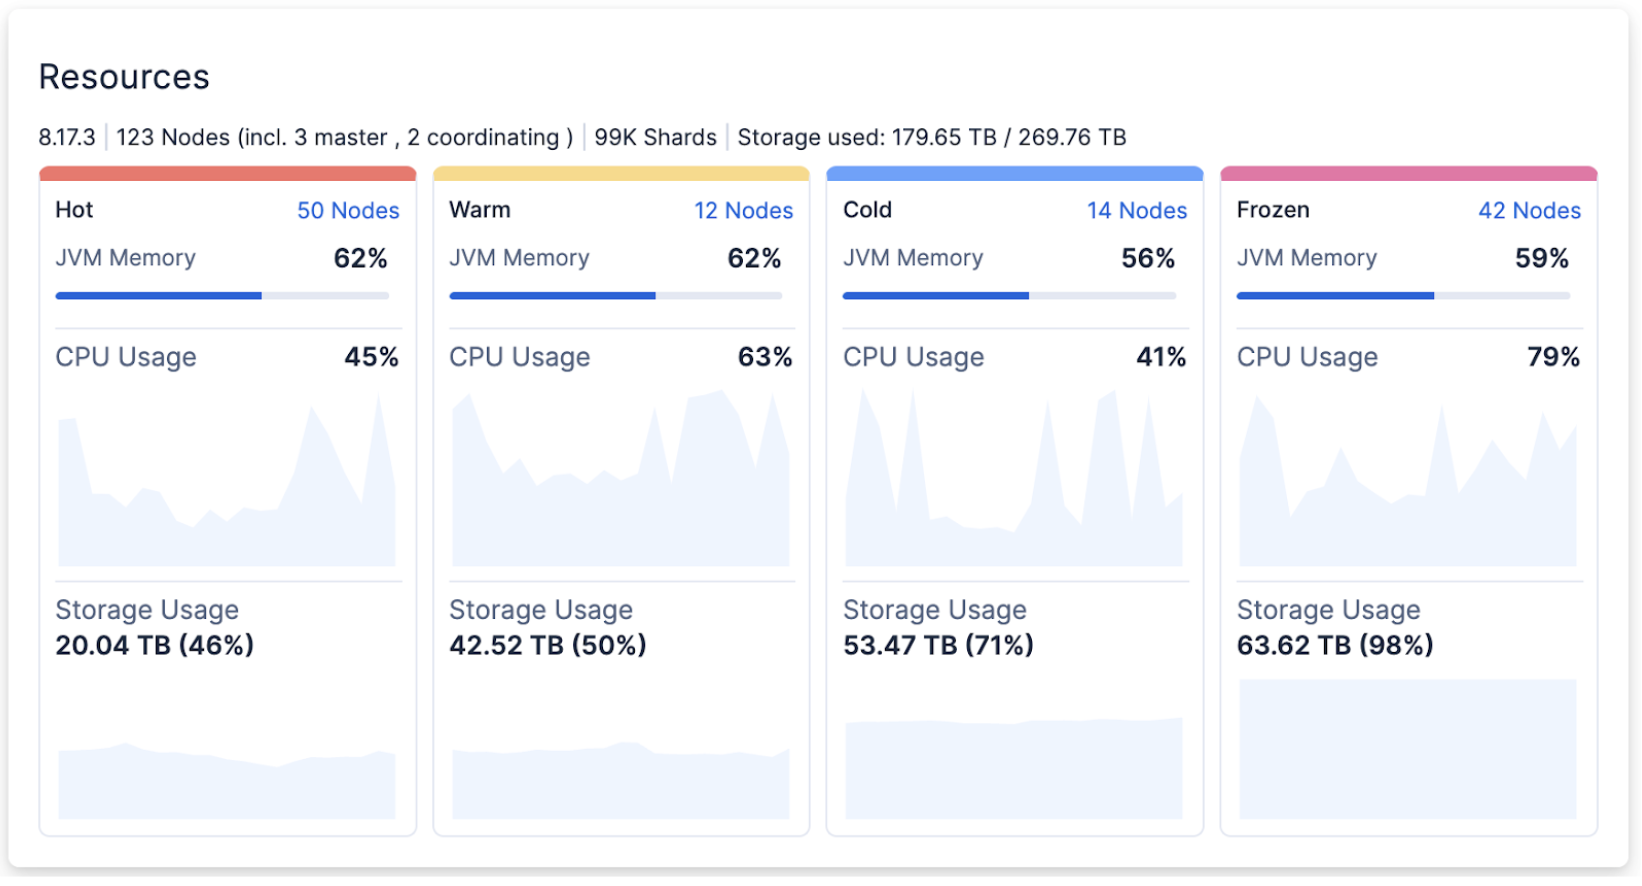 Resources
8.17.3 | 123 Nodes (incl. 3 master , 2 coordinating ) | 99K Shards | Storage used: 179.65 TB / 269.76 TB
Hot 50 Nodes
JVM Memory 62%
CPU Usage 45%
Storage Usage
20.04 TB (46%)
Warm 12 Nodes
JVM Memory 62%
CPU Usage 63%
Storage Usage
42.52 TB (50%)
Cold 14 Nodes
JVM Memory 56%
CPU Usage 41%
Storage Usage
53.47 TB (71%)
Frozen 42 Nodes
JVM Memory 59%
CPU Usage 79%
Storage Usage
63.62 TB (98%)